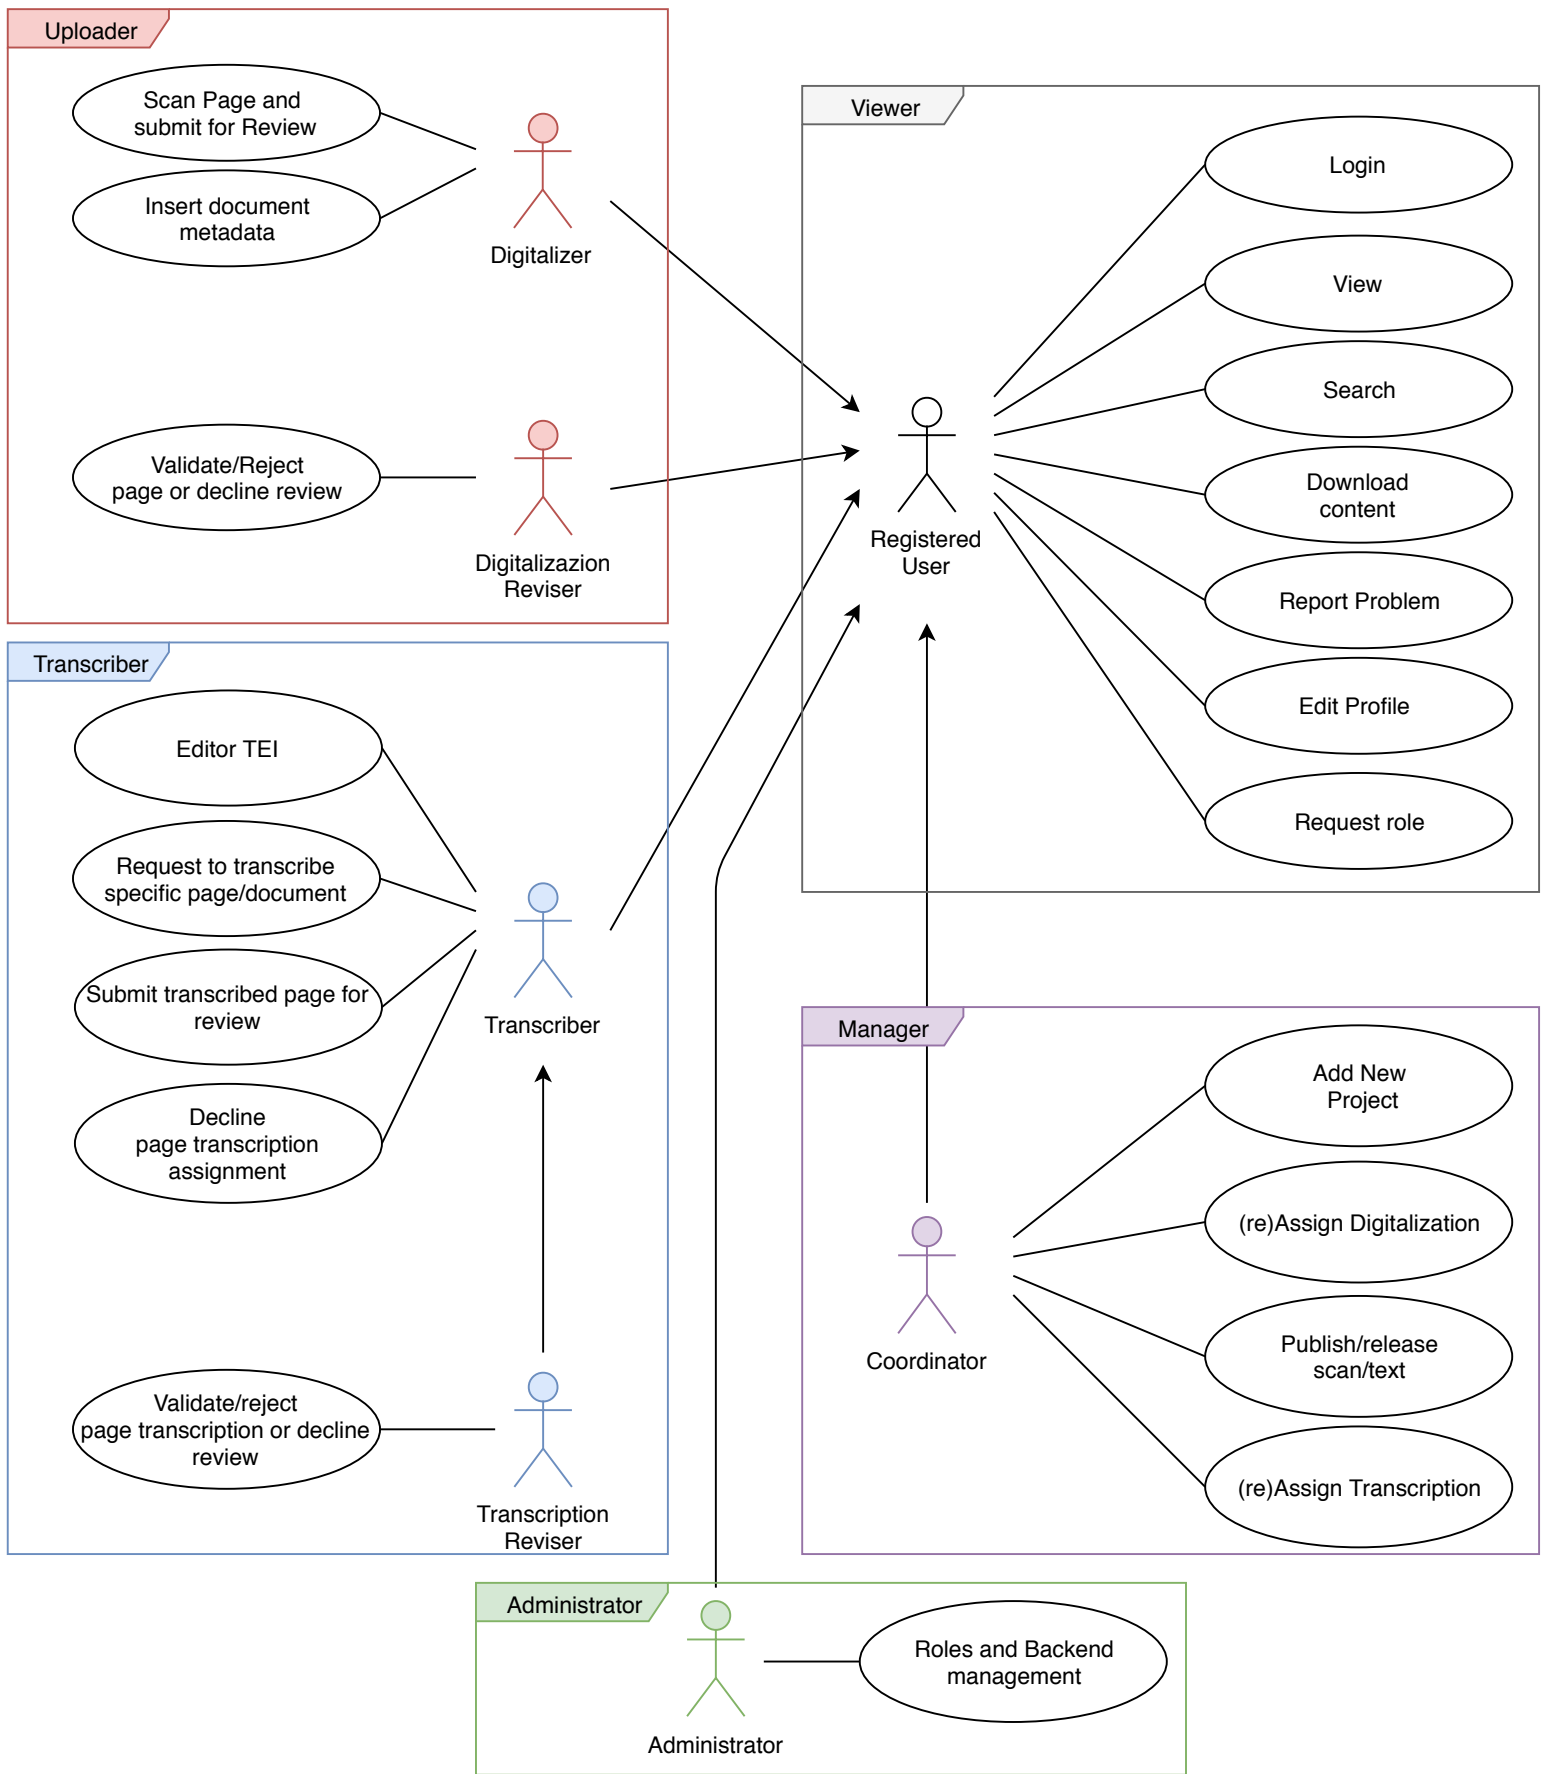 Uploader
Scan Page and
submit for Review
Insert document
metadata
Digitalizer
Validate/Reject
page or decline review
Digitalizazion
Reviser
Viewer
Login
View
Search
Download
content
Report Problem
Edit Profile
Request role
Registered
User
Transcriber
Editor TEI
Request to transcribe
specific page/document
Submit transcribed page for
review
Decline
page transcription
assignment
Transcriber
Validate/reject
page transcription or decline
review
Transcription
Reviser
Manager
Add New
Project
(re)Assign Digitalization
Publish/release
scan/text
(re)Assign Transcription
Coordinator
Administrator
Roles and Backend
management
Administrator